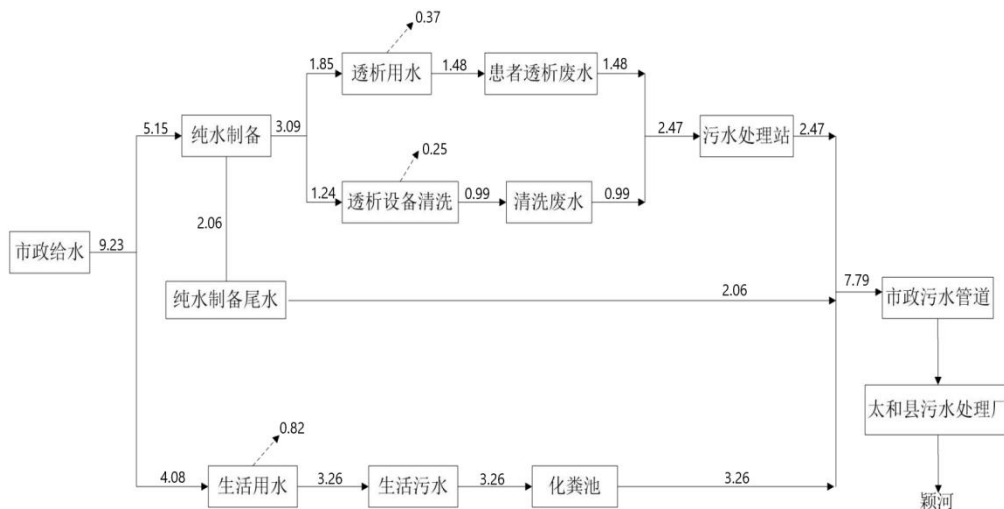 0.37
1.85
透析用水
1.48
患者透析废水
1.48
5.15
纯水制备
3.09
2.47
污水处理站
2.47
0.25
1.24
透析设备清洗
0.99
清洗废水
0.99
2.06
市政给水
9.23
纯水制备尾水
2.06
7.79
市政污水管道
太和县污水处理厂
0.82
4.08
生活用水
3.26
生活污水
3.26
化粪池
3.26
颍河